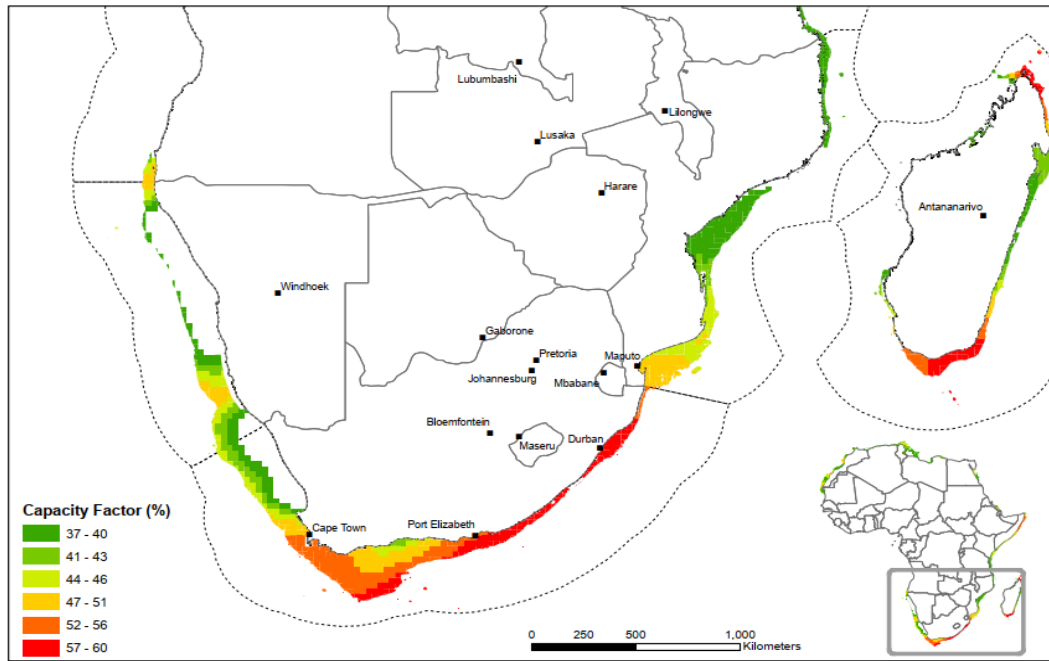 Lubumbashi
Lilongwe
Lusaka
Harare
Antananarivo
Windhoek
Gaborone
Pretoria
Maputo
Johannesburg
Mbabane
Bloemfontein
Maseru
Durban
Cape Town
Port Elizabeth
Capacity Factor (%)
37 - 40
41 - 43
44 - 46
47 - 51
52 - 56
57 - 60
0 250 500 1,000
Kilometers